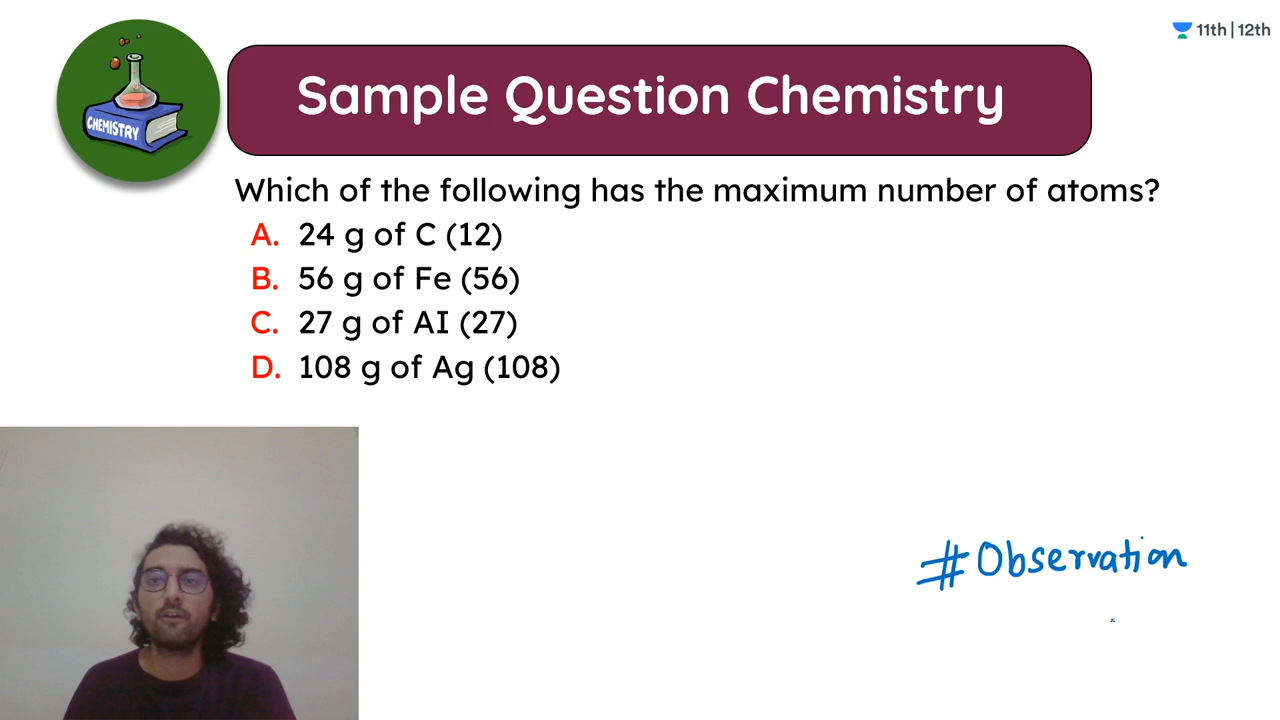 11th | 12th
CHEMISTRY
Sample Question Chemistry
Which of the following has the maximum number of atoms?
A. 24 g of C (12)
B. 56 g of Fe (56)
C. 27 g of AI (27)
D. 108 g of Ag (108)
#Observation